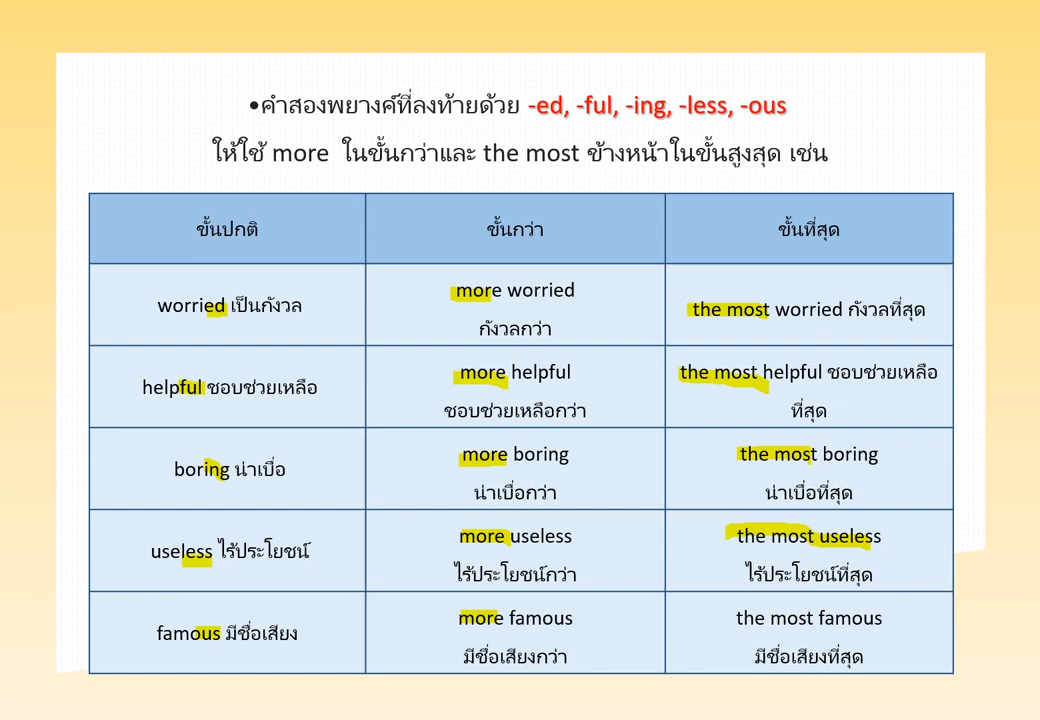 •คำสองพยางค์ที่ลงท้ายด้วย -ed, -ful, -ing, -less, -ous
ให้ใช้ more ในขั้นกว่าและ the most ข้างหน้าในขั้นสูงสุด เช่น
ขั้นปกติ
ขั้นกว่า
ขั้นที่สุด
worried เป็นกังวล
more worried
กังวลกว่า
the most worried กังวลที่สุด
helpful ชอบช่วยเหลือ
more helpful
ชอบช่วยเหลือกว่า
the most helpful ชอบช่วยเหลือ
ที่สุด
boring น่าเบื่อ
more boring
น่าเบื่อกว่า
the most boring
น่าเบื่อที่สุด
useless ไร้ประโยชน์
more useless
ไร้ประโยชน์กว่า
the most useless
ไร้ประโยชน์ที่สุด
famous มีชื่อเสียง
more famous
มีชื่อเสียงกว่า
the most famous
มีชื่อเสียงที่สุด